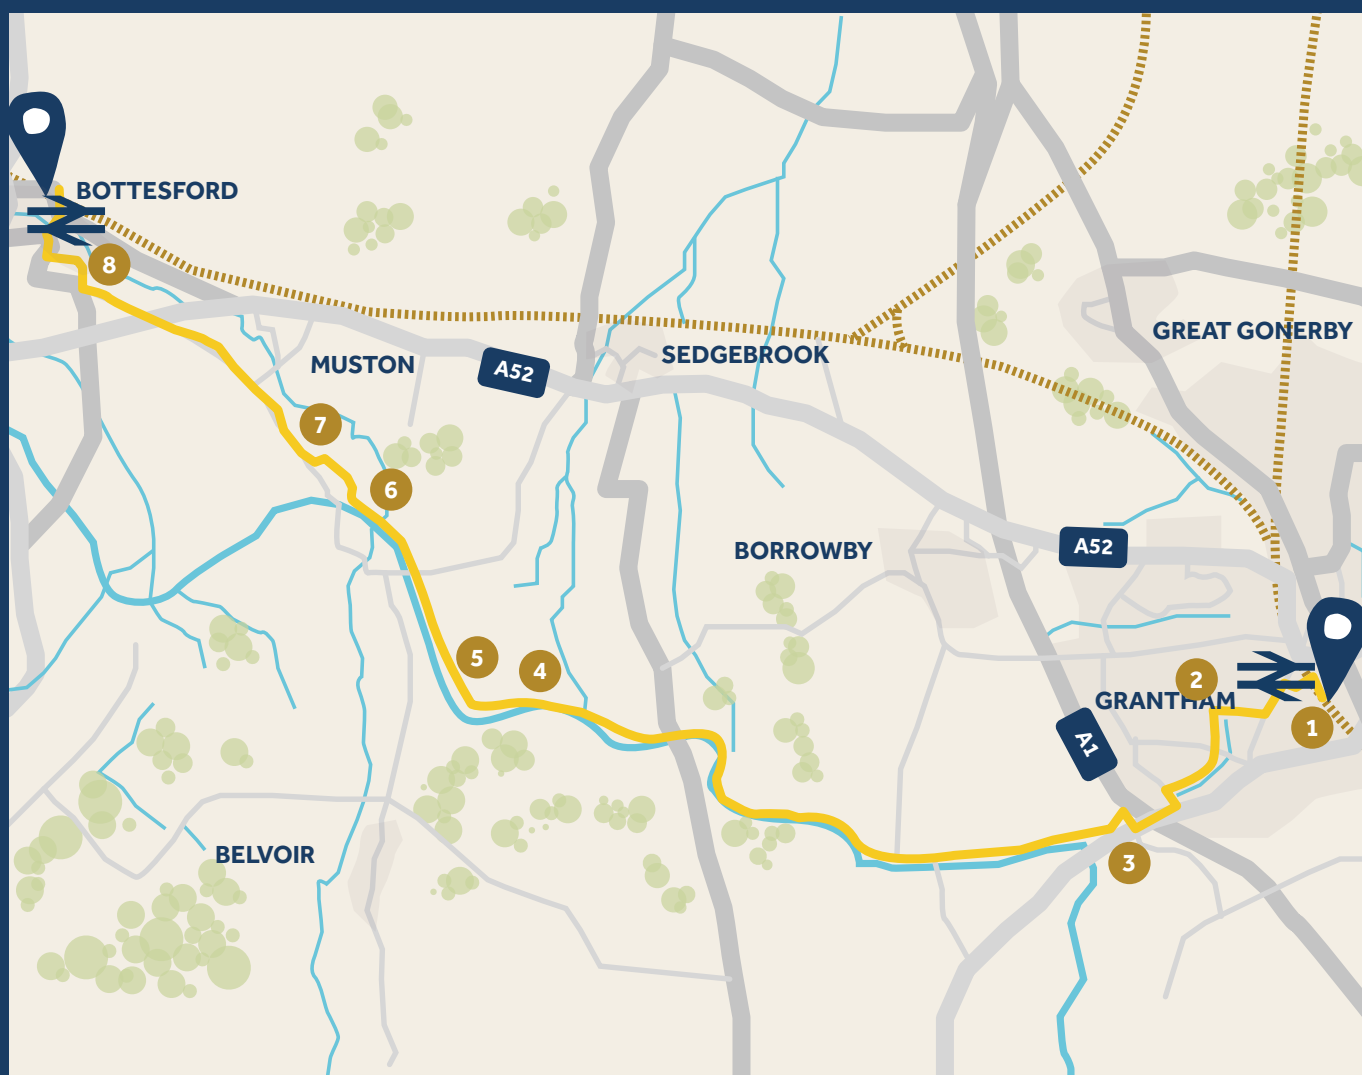 BOTTESFORD
8
GREAT GONERBY
MUSTON
A52
SEDGEBROOK
7
6
BORROWBY
A52
5
4
2
GRANTHAM
1
A1
BELVOIR
3